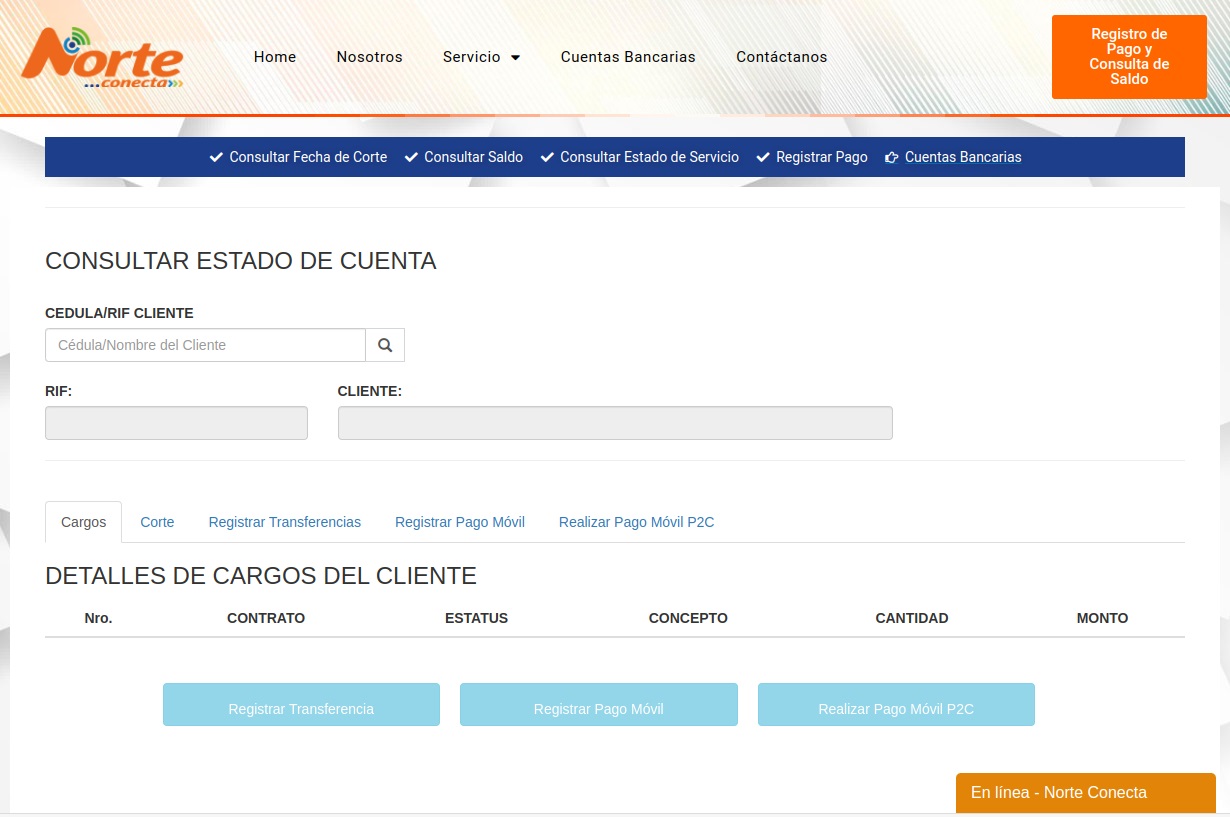 Norte
...conecta
Home Nosotros Servicio Cuentas Bancarias Contáctanos
Registro de
Pago y
Consulta de
Saldo
Consultar Fecha de Corte Consultar Saldo Consultar Estado de Servicio Registrar Pago Cuentas Bancarias
CONSULTAR ESTADO DE CUENTA
CEDULA/RIF CLIENTE
Cédula/Nombre del Cliente
RIF: CLIENTE:
Cargos Corte Registrar Transferencias Registrar Pago Móvil Realizar Pago Móvil P2C
DETALLES DE CARGOS DEL CLIENTE
Nro. CONTRATO ESTATUS CONCEPTO CANTIDAD MONTO
Registrar Transferencia Registrar Pago Móvil Realizar Pago Móvil P2C
En línea - Norte Conecta